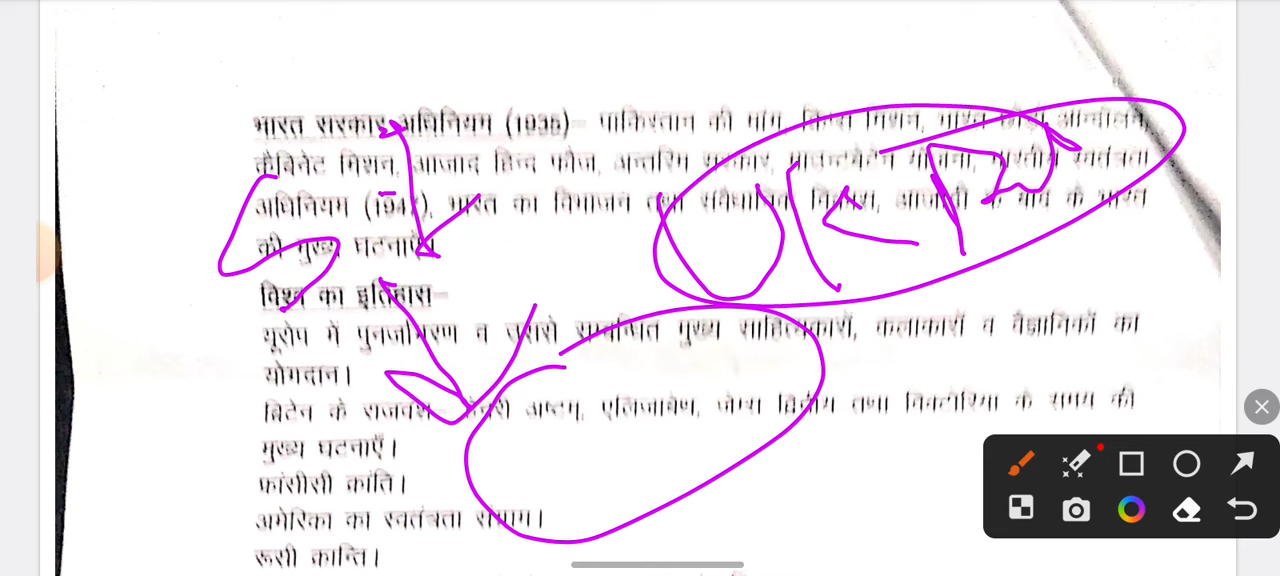 भारत सरकार अधिनियम (1935)– पाकिस्तान की मांग, क्रिप्स मिशन, भारत छोड़ो आन्दोलन,
कैबिनेट मिशन, आजाद हिन्द फौज, अन्तरिम सरकार, माउन्टबेटन योजना, भारतीय स्वतंत्रता
अधिनियम (1947), भारत का विभाजन तथा संवैधानिक विकास, आजादी के बाद के भारत
की मुख्य घटनाएँ।
विश्व का इतिहास–
यूरोप में पुनर्जागरण व उससे सम्बन्धित मुख्य साहित्यकारों, कलाकारों व वैज्ञानिकों का
योगदान।
ब्रिटेन के राजवंश– हेनरी अष्टम, एलिजाबेथ, जेम्स द्वितीय तथा विक्टोरिया के समय की
मुख्य घटनाएँ।
फ्रांसीसी क्रांति।
अमेरिका का स्वतंत्रता संग्राम।
रूसी क्रान्ति।